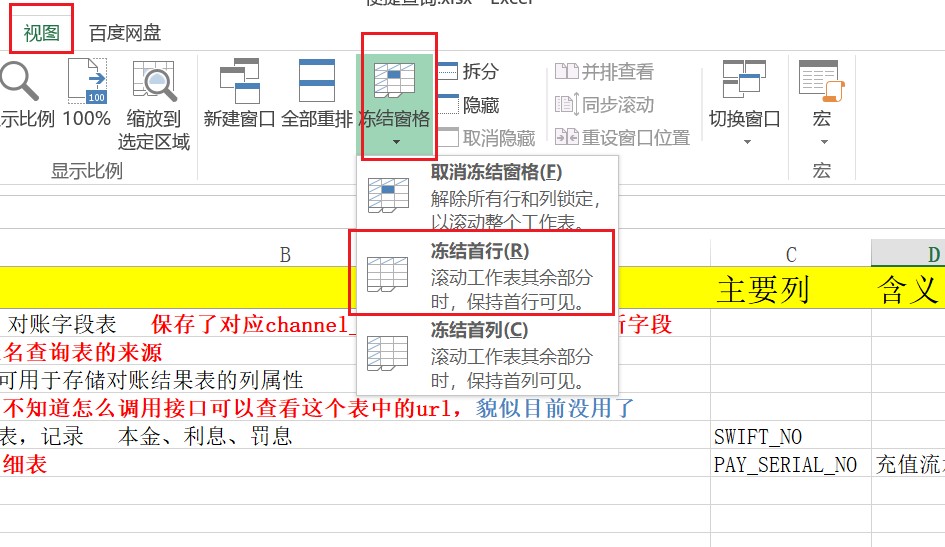 便捷查询.xlsx - Excel
视图 百度网盘
示比例 100% 缩放到 选定区域 新建窗口 全部重排 冻结窗格 拆分 隐藏 取消隐藏 并排查看 同步滚动 重设窗口位置 切换窗口 宏
100
显示比例 宏
取消冻结窗格(F)
解除所有行和列锁定，
以滚动整个工作表。
冻结首行(R)
滚动工作表其余部分
时，保持首行可见。
冻结首列(C)
滚动工作表其余部分
时，保持首列可见。
B C D
主要列 含义
对账字段表 保存了对应channel_ 字段
名查询表的来源
可用于存储对账结果表的列属性
不知道怎么调用接口可以查看这个表中的url，貌似目前没用了
表，记录 本金、利息、罚息 SWIFT_NO
细表 PAY_SERIAL_NO 充值流